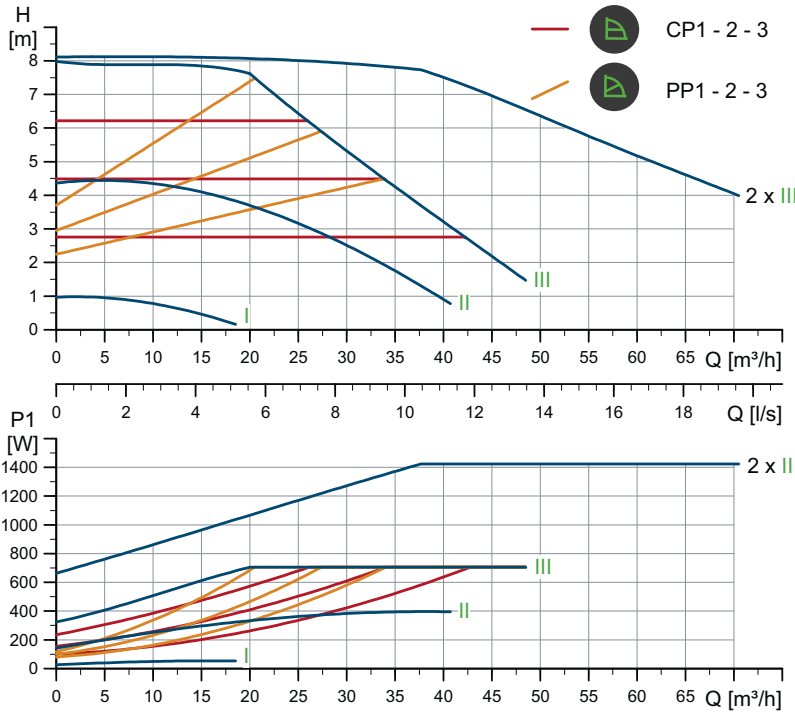 H
[m]
CP1 - 2 - 3
PP1 - 2 - 3
8
7
6
5
4
3
2
1
0
2 x III
III
II
I
0 5 10 15 20 25 30 35 40 45 50 55 60 65 Q [m³/h]
0 2 4 6 8 10 12 14 16 18 Q [l/s]
P1
[W]
1400
1200
1000
800
600
400
200
0
2 x II
III
II
I
0 5 10 15 20 25 30 35 40 45 50 55 60 65 Q [m³/h]